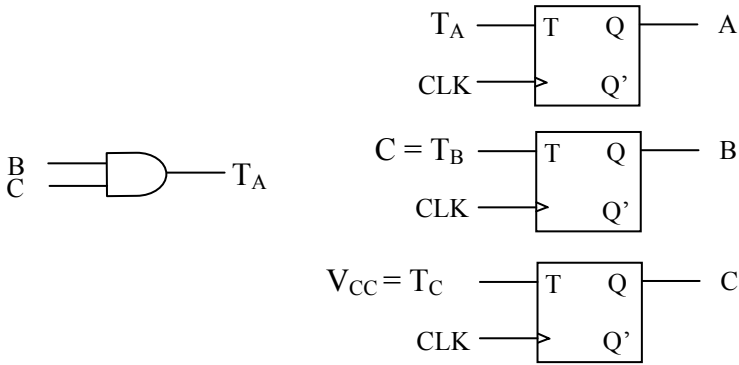 T_A T Q A
CLK Q’
B
C T_A
C = T_B T Q B
CLK Q’
V_CC = T_C T Q C
CLK Q’